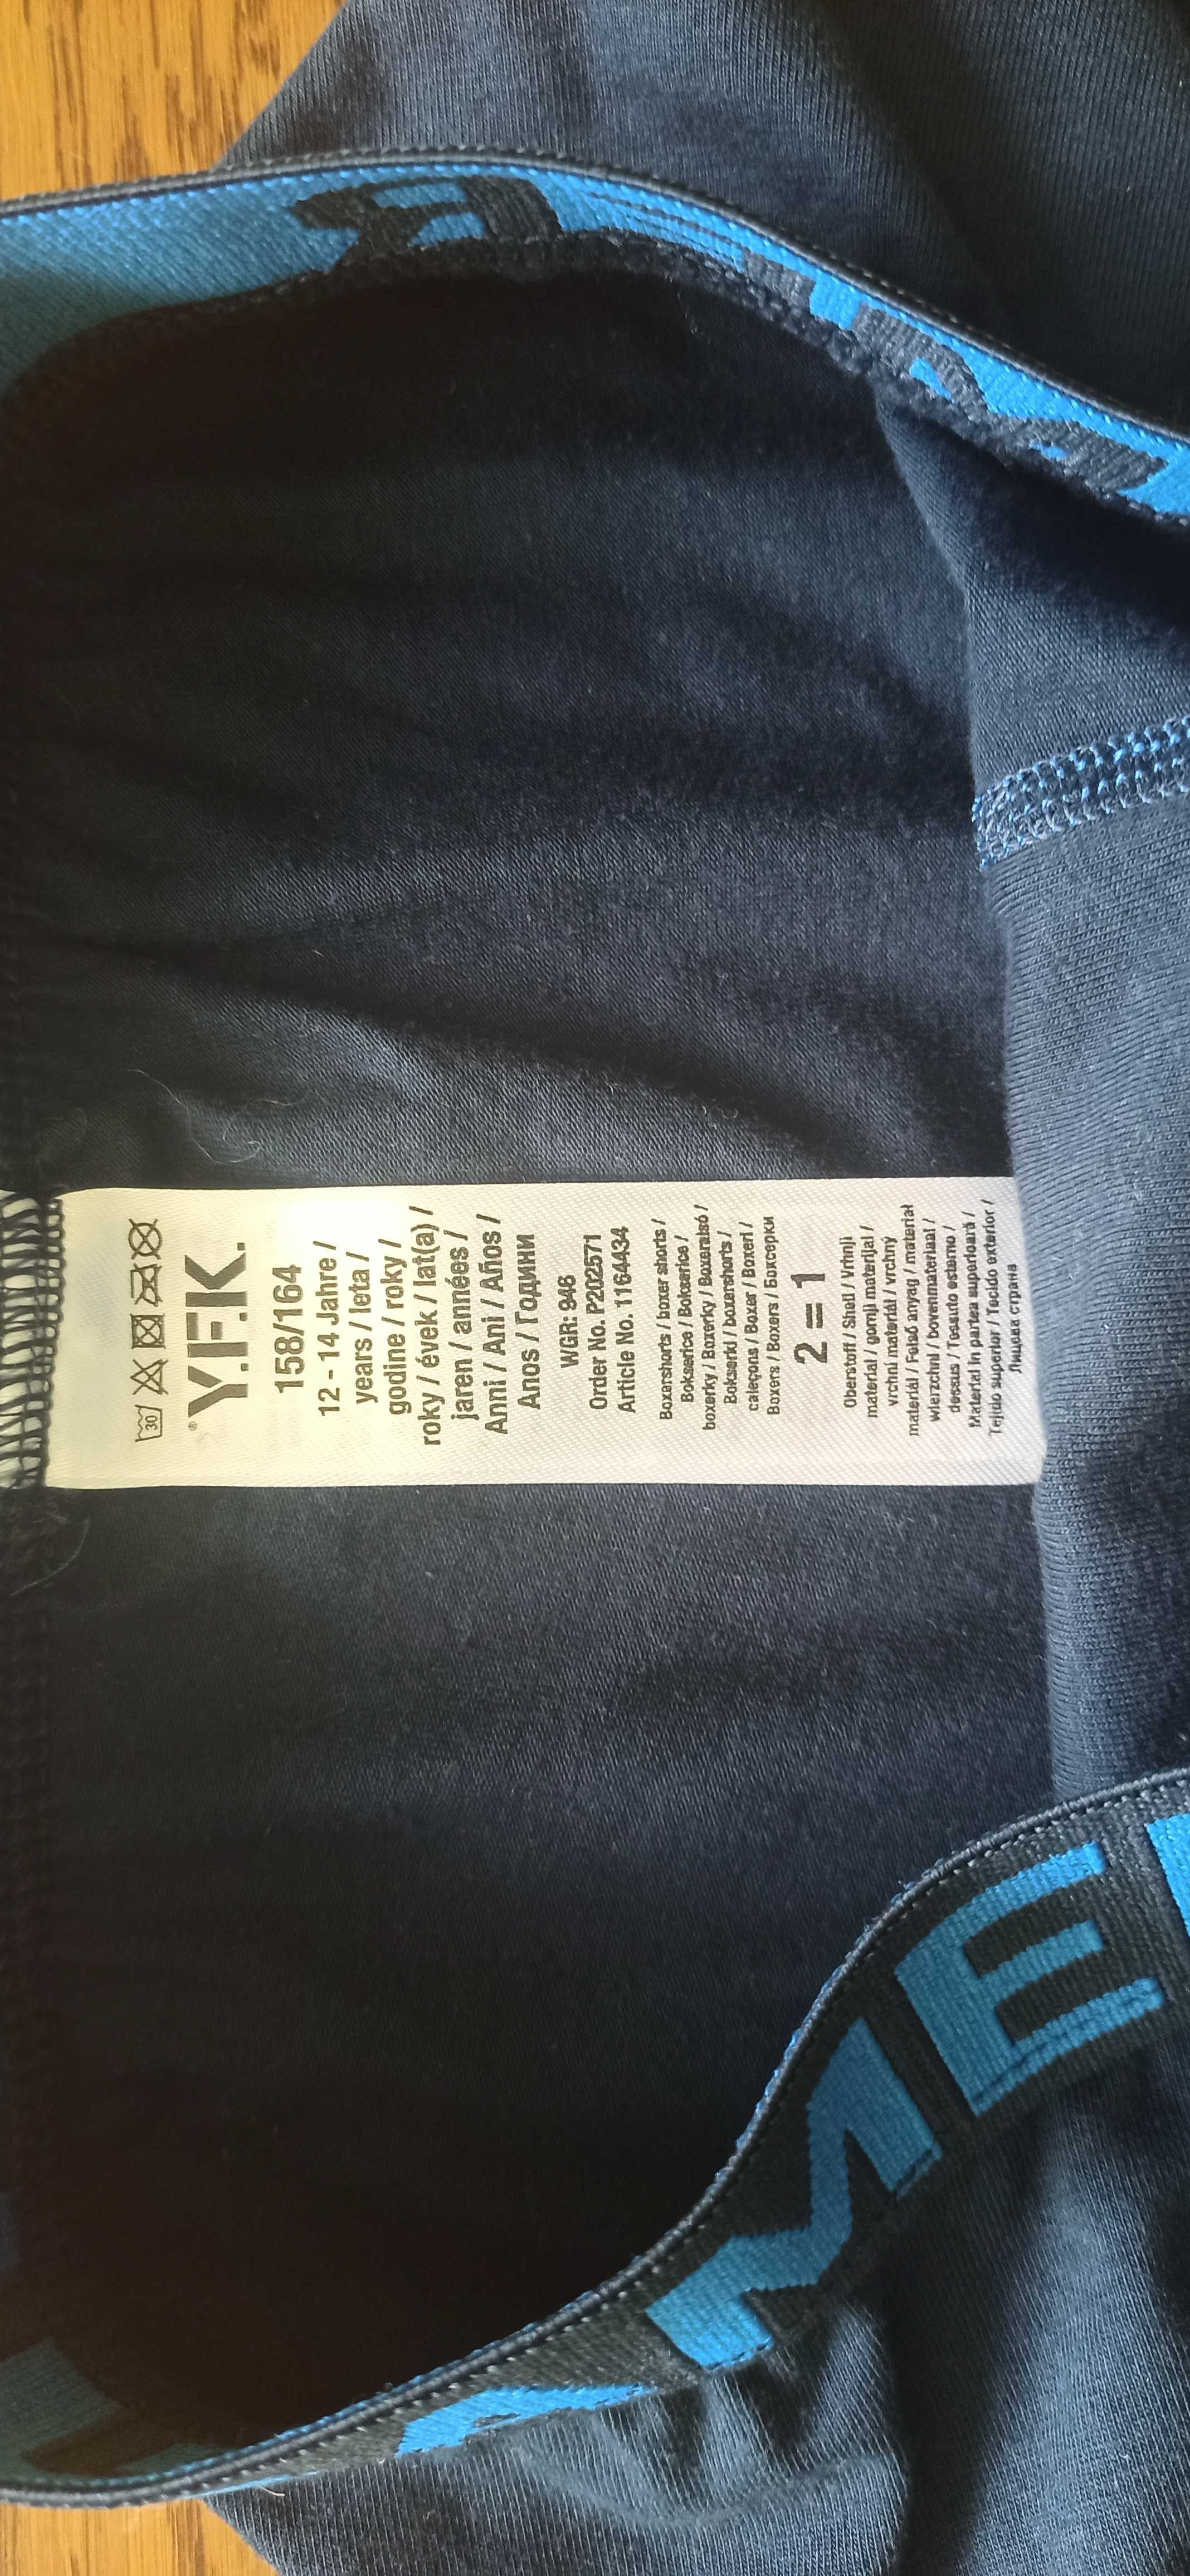 30
® Y.F.K.
158/164
12 - 14 Jahre /
years / leta /
godine / roky /
roky / évek / lat(a) /
jaren / années /
Anni / Ani / Años /
Anos / Години
WGR: 946
Order No. P202571
Article No. 1164434
Boxershorts / boxer shorts /
Bokserice / Bokserice /
boxerky / Boxerky / Boxeralsó /
Bokserki / boxershorts /
caleçons / Boxer / Boxeri /
Boxers / Boxers / Боксерки
2 = 1
Oberstoff / Shell / Vrhnji
material / gornji materijal /
vrchní materiál / vrchný
materiál / Felső anyag / materiał
wierzchni / bovenmateriaal /
dessus / Tessuto esterno /
Material în partea superioară /
Tejido superior / Tecido exterior /
Лицева страна
ME